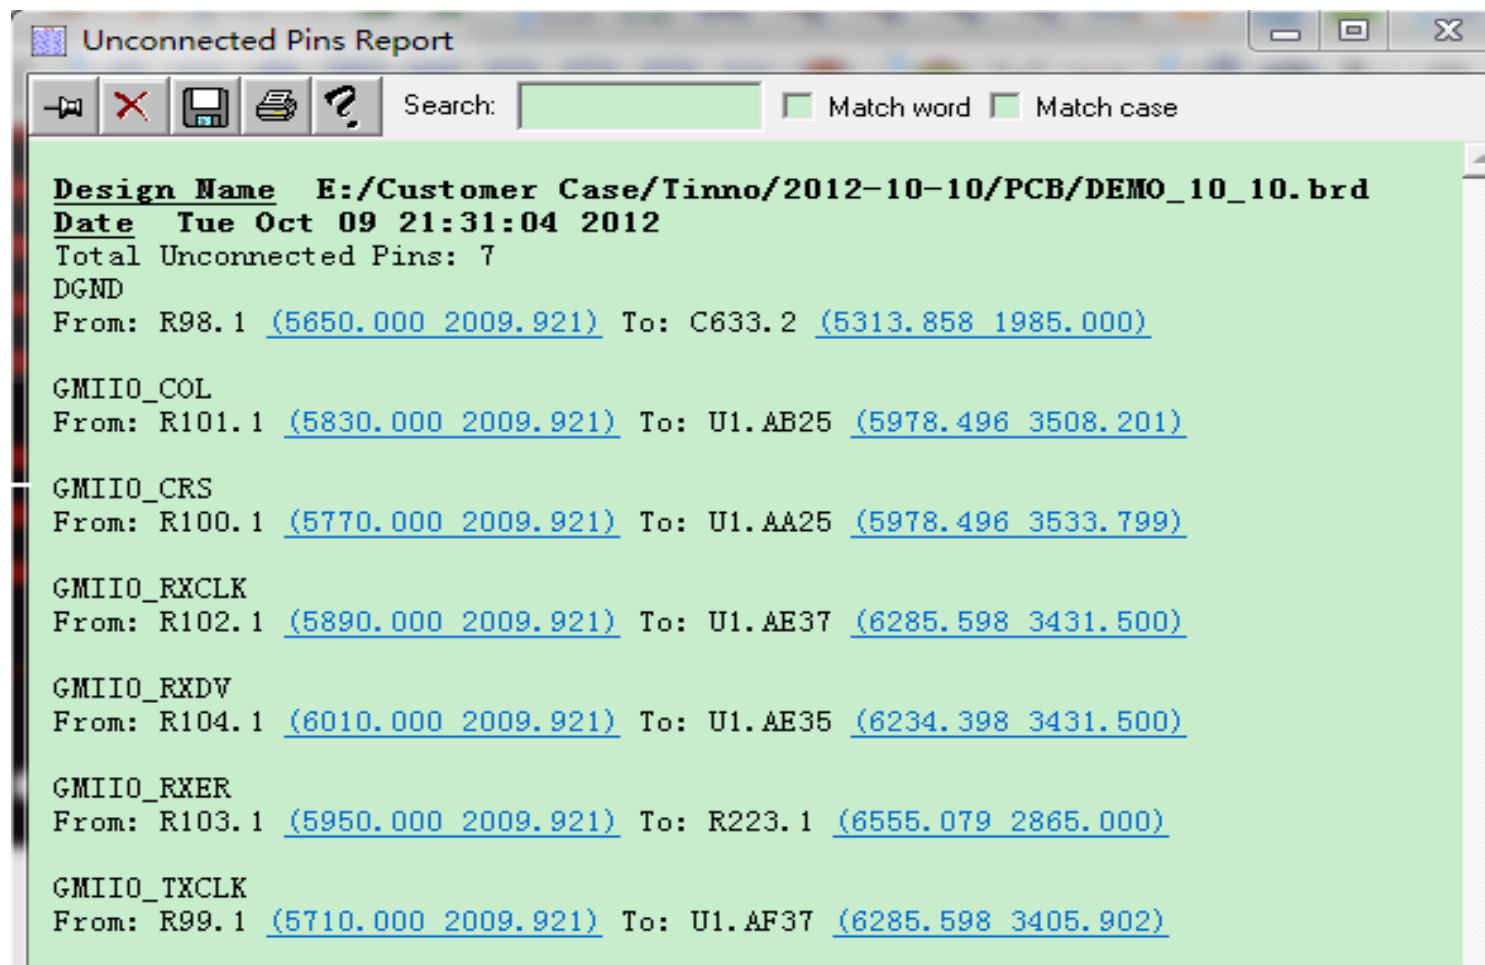 Unconnected Pins Report
Search: Match word Match case
Design Name E:/Customer Case/Tinno/2012-10-10/PCB/DEMO_10_10.brd
Date Tue Oct 09 21:31:04 2012
Total Unconnected Pins: 7
DGND
From: R98.1 (5650.000 2009.921) To: C633.2 (5313.858 1985.000)
GMII0_COL
From: R101.1 (5830.000 2009.921) To: U1.AB25 (5978.496 3508.201)
GMII0_CRS
From: R100.1 (5770.000 2009.921) To: U1.AA25 (5978.496 3533.799)
GMII0_RXCLK
From: R102.1 (5890.000 2009.921) To: U1.AE37 (6285.598 3431.500)
GMII0_RXDV
From: R104.1 (6010.000 2009.921) To: U1.AE35 (6234.398 3431.500)
GMII0_RXER
From: R103.1 (5950.000 2009.921) To: R223.1 (6555.079 2865.000)
GMII0_TXCLK
From: R99.1 (5710.000 2009.921) To: U1.AF37 (6285.598 3405.902)